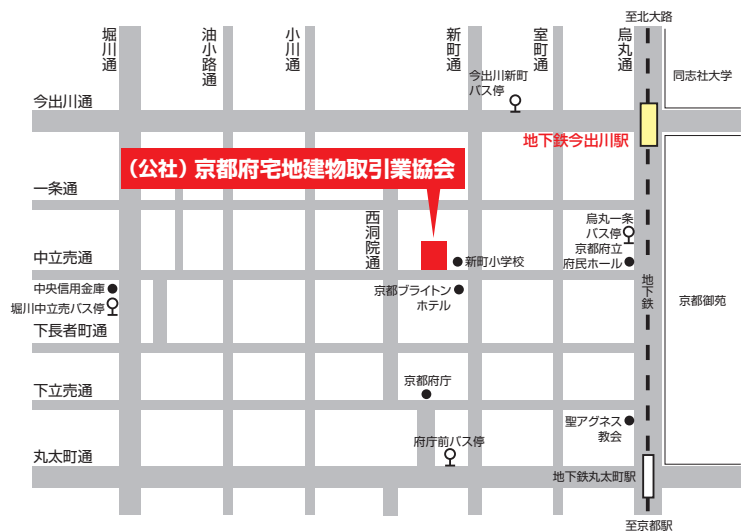 至北大路
堀川通
油小路通
小川通
新町通
室町通
烏丸通
今出川新町
バス停
同志社大学
今出川通
地下鉄今出川駅
（公社）京都府宅地建物取引業協会
一条通
西洞院通
烏丸一条
バス停
京都府立
府民ホール
中立売通
新町小学校
地下鉄
中央信用金庫
京都ブライトン
ホテル
堀川中立売バス停
京都御苑
下長者町通
下立売通
京都府庁
聖アグネス
教会
府庁前バス停
丸太町通
地下鉄丸太町駅
至京都駅